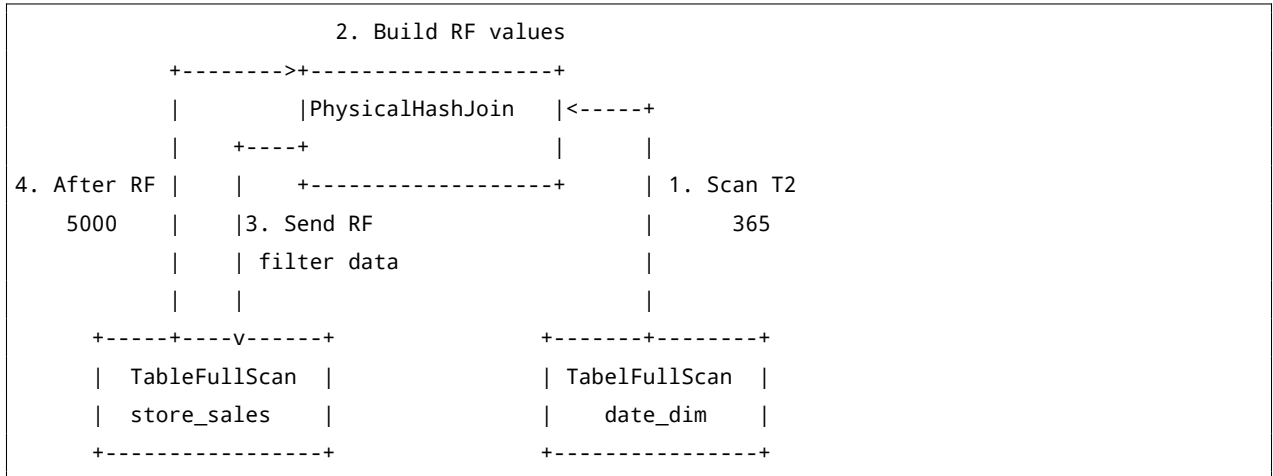 2. Build RF values
+-------->+-------------------+
| |PhysicalHashJoin |<-----+
| +----+ | |
4. After RF | | +-------------------+ | 1. Scan T2
5000 | |3. Send RF | 365
| | filter data |
| | |
+-----+----v------+ +-------+--------+
| TableFullScan | | TabelFullScan |
| store_sales | | date_dim |
+-----------------+ +----------------+